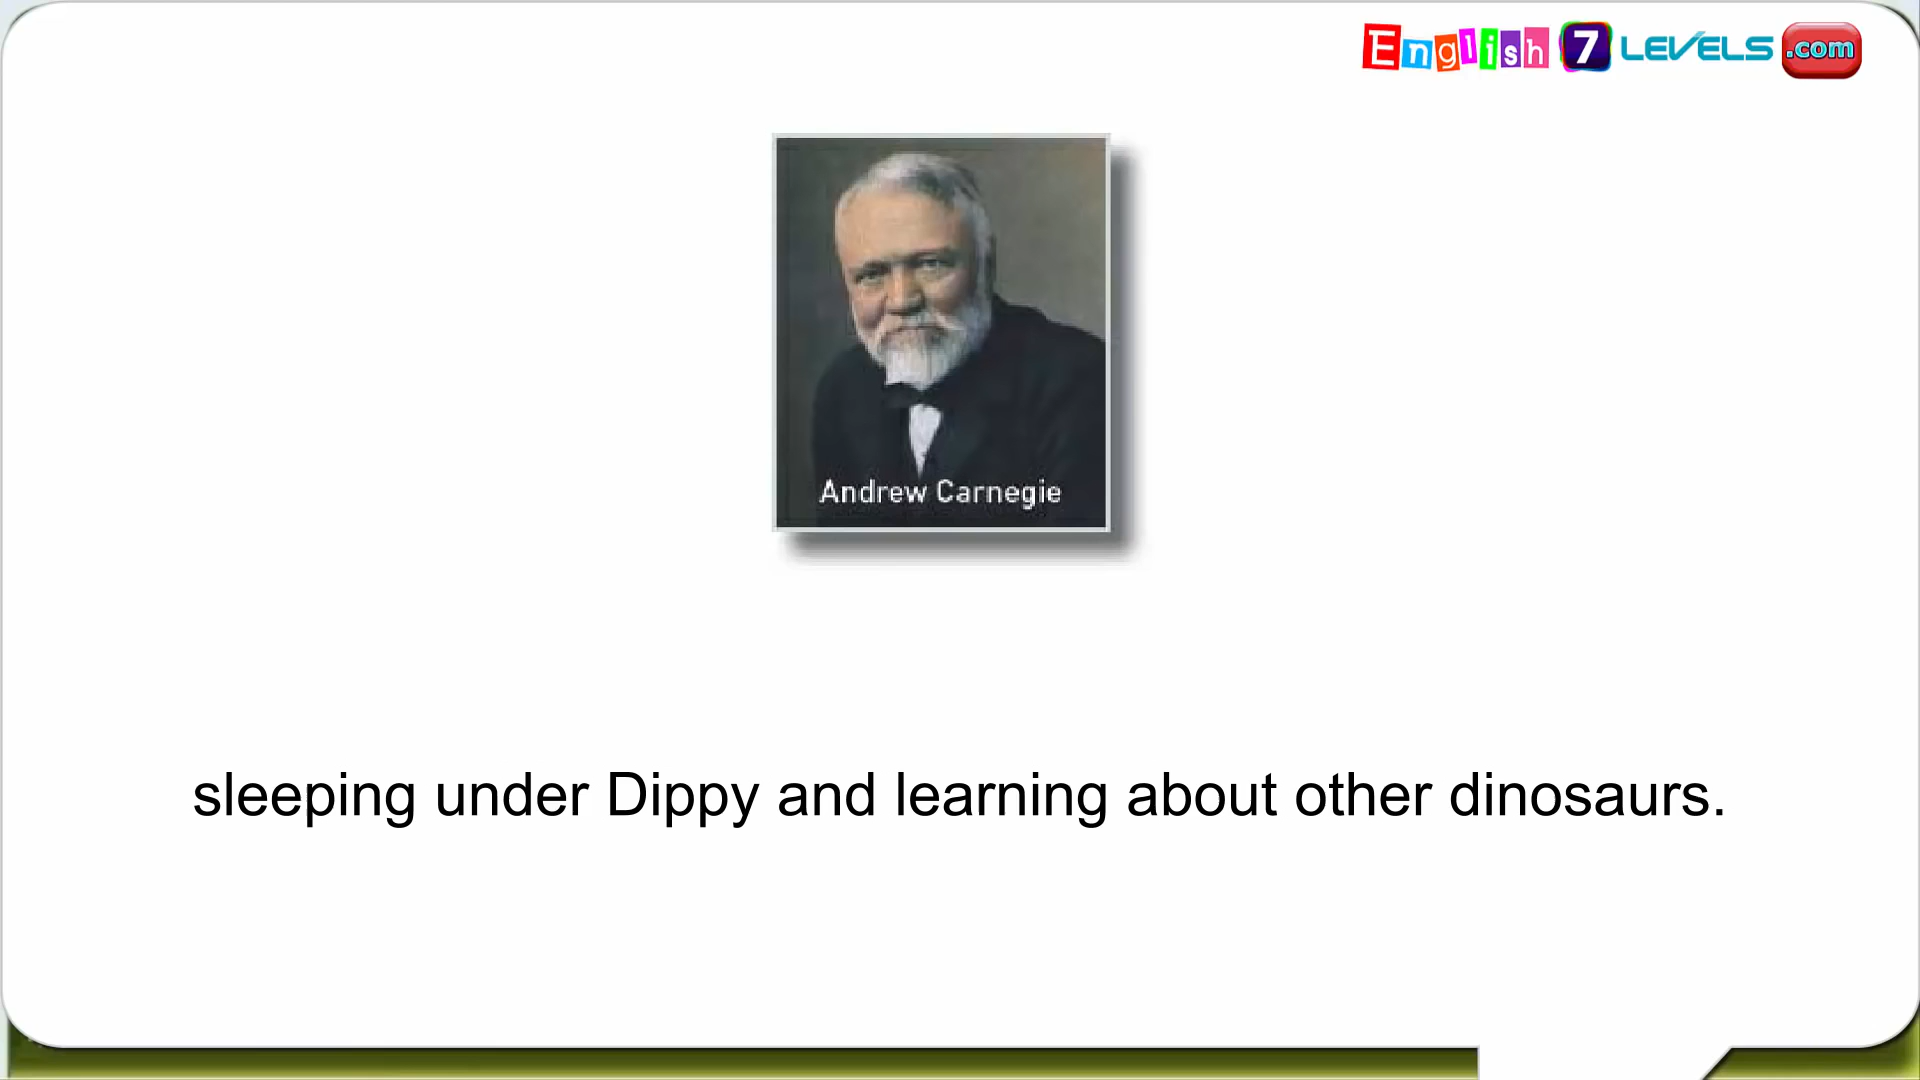 English 7 LEVELS .com
Andrew Carnegie
sleeping under Dippy and learning about other dinosaurs.